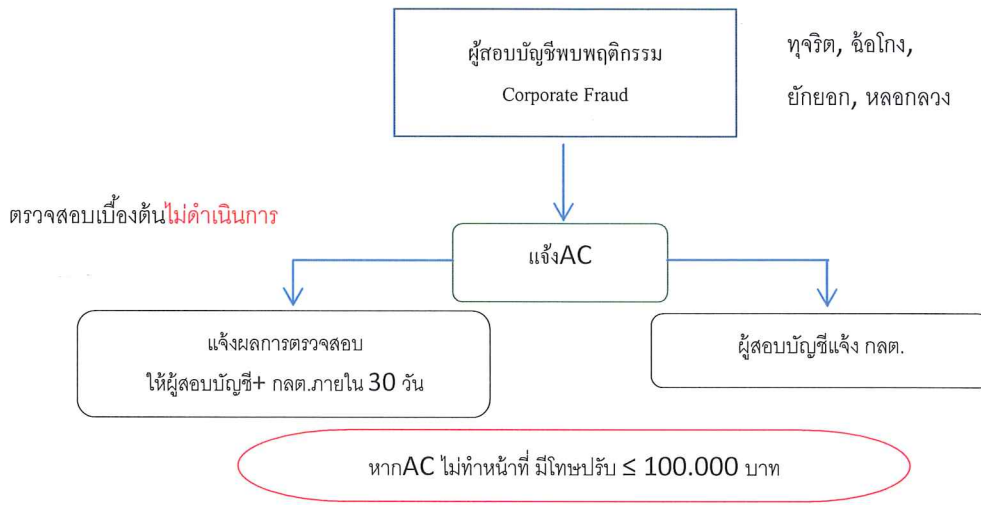 ผู้สอบบัญชีพบพฤติกรรม
Corporate Fraud
ทุจริต, ฉ้อโกง,
ยักยอก, หลอกลวง
ตรวจสอบเบื้องต้นไม่ดำเนินการ
แจ้งAC
แจ้งผลการตรวจสอบ
ให้ผู้สอบบัญชี+ กลต.ภายใน 30 วัน
ผู้สอบบัญชีแจ้ง กลต.
หากAC ไม่ทำหน้าที่ มีโทษปรับ ≤ 100.000 บาท